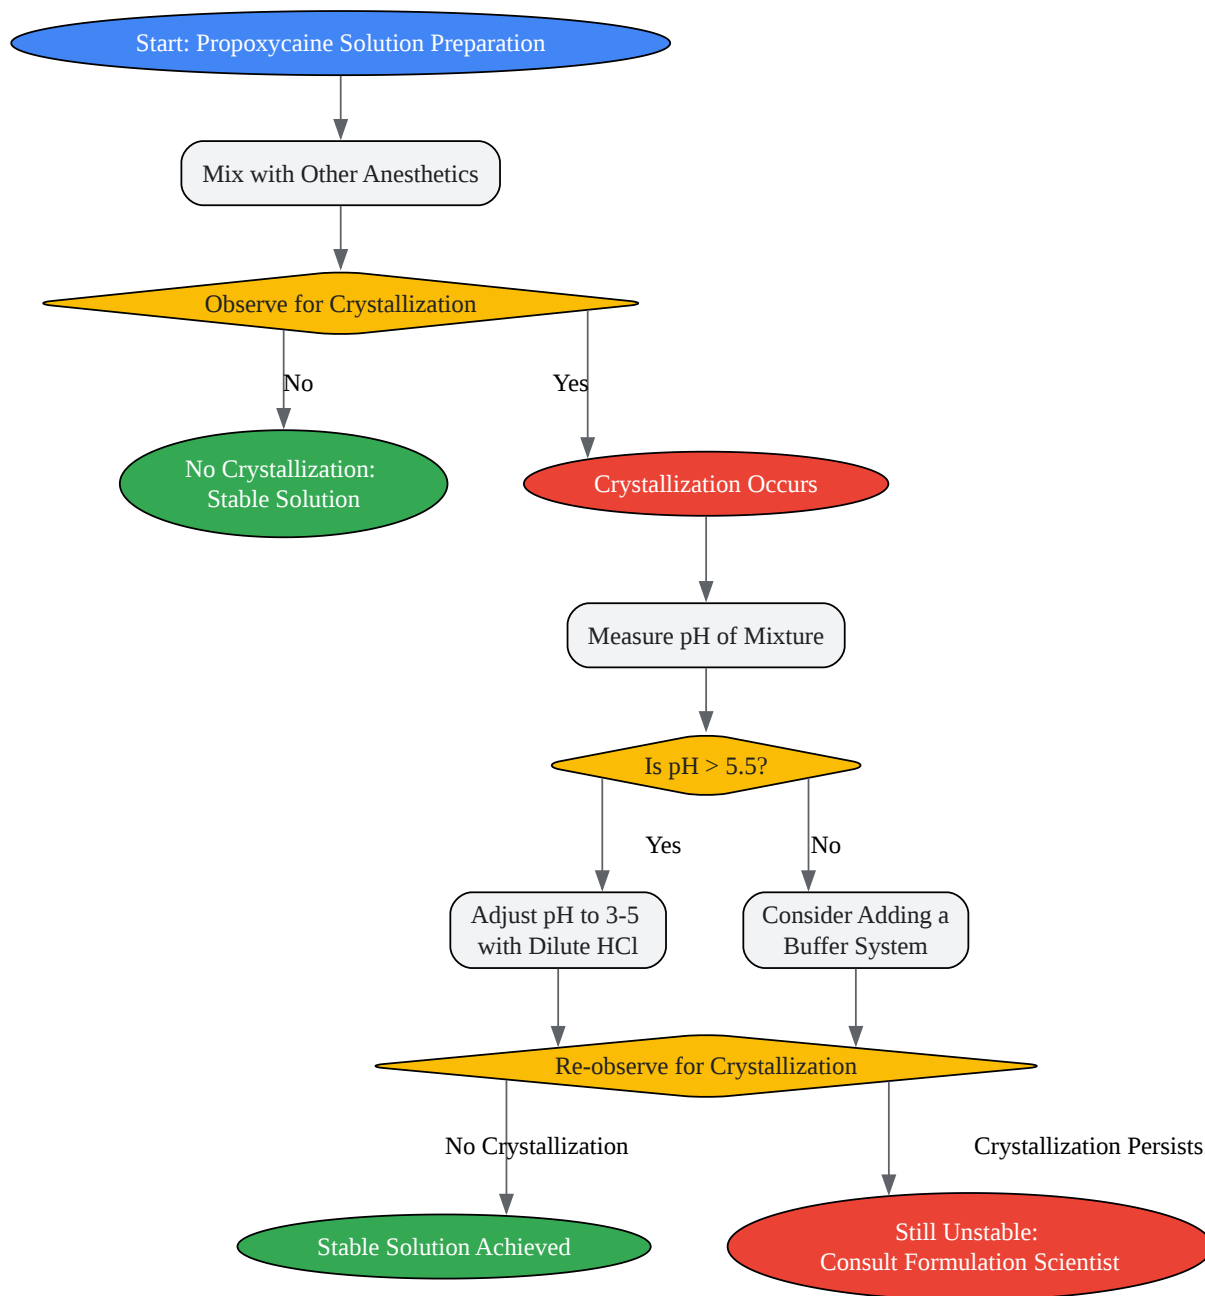 Start: Propoxycaine Solution Preparation
Mix with Other Anesthetics
Observe for Crystallization
No
Yes
No Crystallization:
Stable Solution
Crystallization Occurs
Measure pH of Mixture
Is pH > 5.5?
Yes
No
Adjust pH to 3-5
with Dilute HCl
Consider Adding a
Buffer System
Re-observe for Crystallization
No Crystallization
Crystallization Persists
Stable Solution Achieved
Still Unstable:
Consult Formulation Scientist